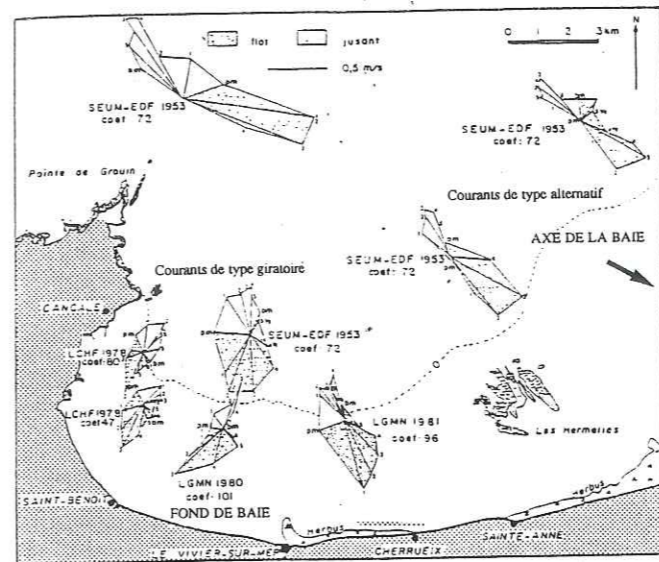 flot jusant
0 1 2 3 km
N
0,5 m/s
SEUM-EDF 1953
coef 72
SEUM-EDF 1953
coef: 72
Pointe de Grouin
Courants de type alternatif
AXE DE LA BAIE
SEUM-EDF 1953
coef: 72
Courants de type giratoire
CANCALE
SEUM-EDF 1953
coef 72
LCHF 1978
coef-80
LCHF 1979
coef 47
LGMN 1981
coef-96
Les Hermelles
LGMN 1980
coef-101
SAINT-BENOIT
FOND DE BAIE
Herbus
Herbus
SAINTE-ANNE
LE VIVIER-SUR-MER
CHERRUEIX